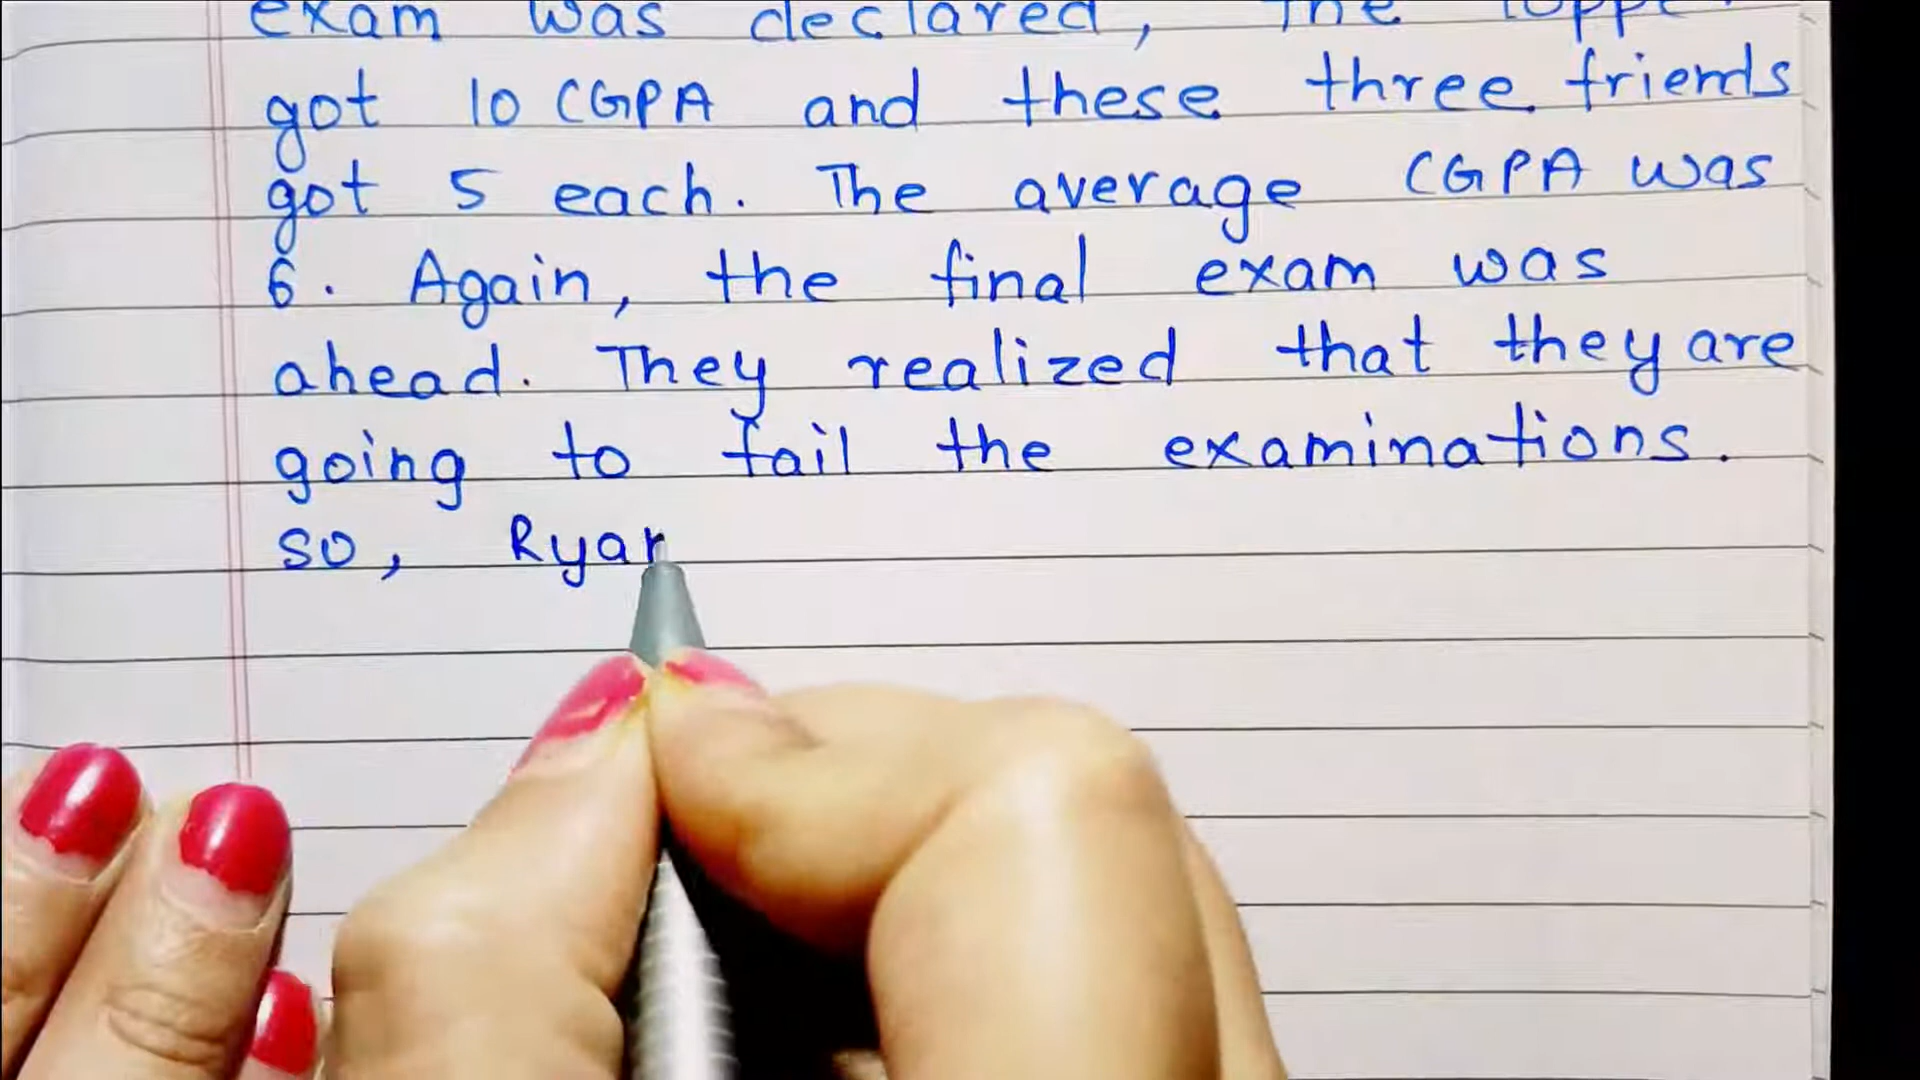 exam was declared, The
got 10 CGPA and these three friends
got 5 each. The average CGPA was
6. Again, the final exam was
ahead. They realized that they are
going to fail the examinations.
so, Ryan